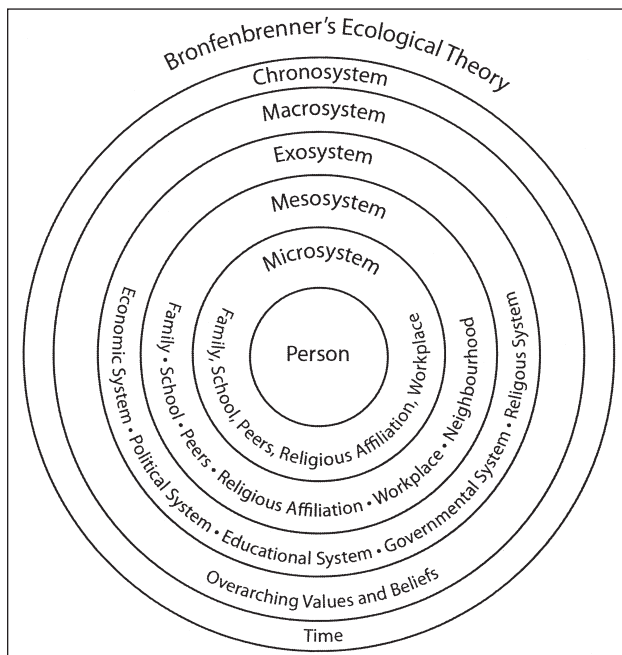 Bronfenbrenner's Ecological Theory
Chronosystem
Macrosystem
Exosystem
Mesosystem
Microsystem
Person
Family, School, Peers, Religious Affiliation, Workplace
Family • School • Peers • Religious Affiliation • Workplace • Neighbourhood
Economic System • Political System • Educational System • Governmental System • Religous System
Overarching Values and Beliefs
Time